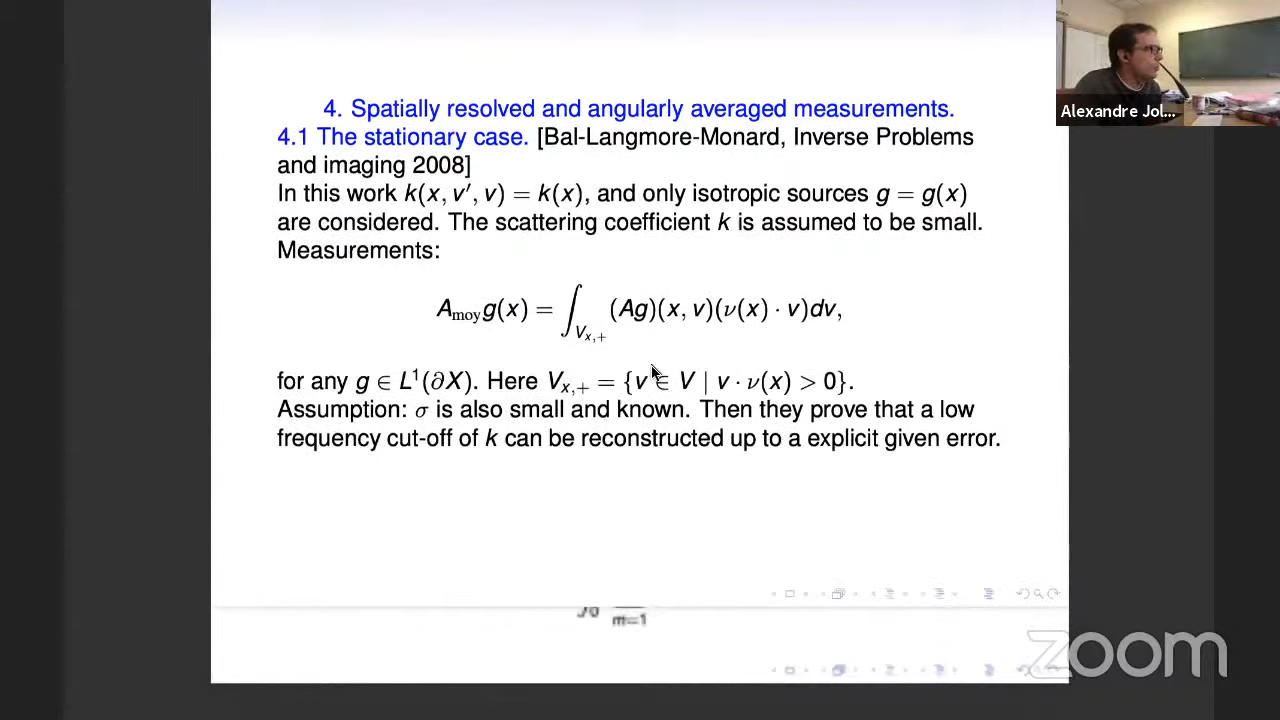 4. Spatially resolved and angularly averaged measurements.
4.1 The stationary case. [Bal-Langmore-Monard, Inverse Problems
and imaging 2008]
In this work k(x, v′, v) = k(x), and only isotropic sources g = g(x)
are considered. The scattering coefficient k is assumed to be small.
Measurements:
A_moy g(x) = ∫_{V_{x,+}} (Ag)(x, v)(ν(x) · v)dv,
for any g ∈ L¹(∂X). Here V_{x,+} = {v ∈ V | v · ν(x) > 0}.
Assumption: σ is also small and known. Then they prove that a low
frequency cut-off of k can be reconstructed up to a explicit given error.
m=1
Alexandre Jol...
zoom